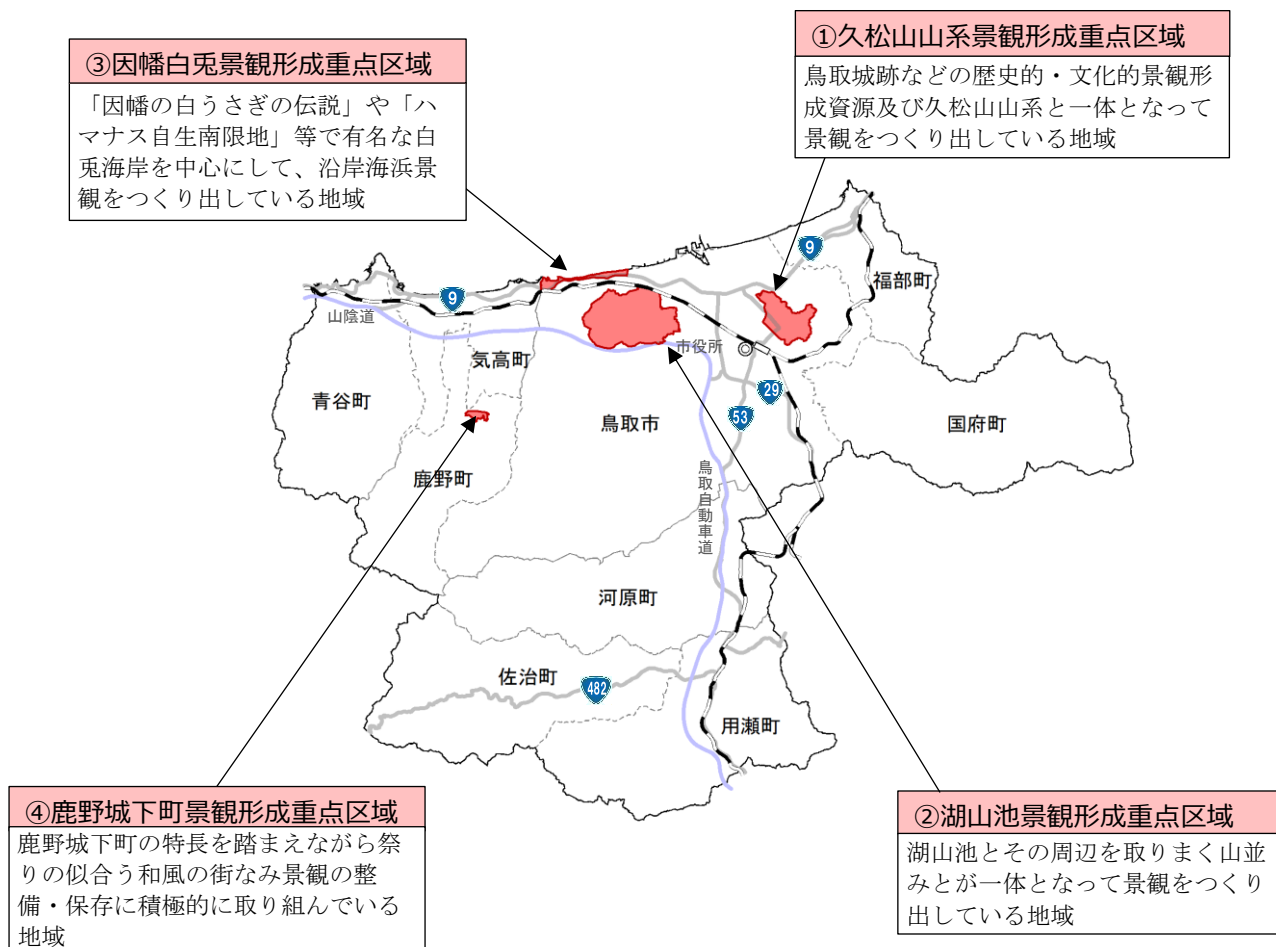 ③因幡白兎景観形成重点区域
「因幡の白うさぎの伝説」や「ハ
マナス自生南限地」等で有名な白
兎海岸を中心にして、沿岸海浜景
観をつくり出している地域
①久松山山系景観形成重点区域
鳥取城跡などの歴史的・文化的景観形
成資源及び久松山山系と一体となって
景観をつくり出している地域
9
福部町
9
山陰道
市役所
気高町
青谷町
29
53
鳥取市
国府町
鹿野町
鳥取自動車道
河原町
佐治町
482
用瀬町
④鹿野城下町景観形成重点区域
鹿野城下町の特長を踏まえながら祭
りの似合う和風の街なみ景観の整
備・保存に積極的に取り組んでいる
地域
②湖山池景観形成重点区域
湖山池とその周辺を取りまく山並
みとが一体となって景観をつくり
出している地域